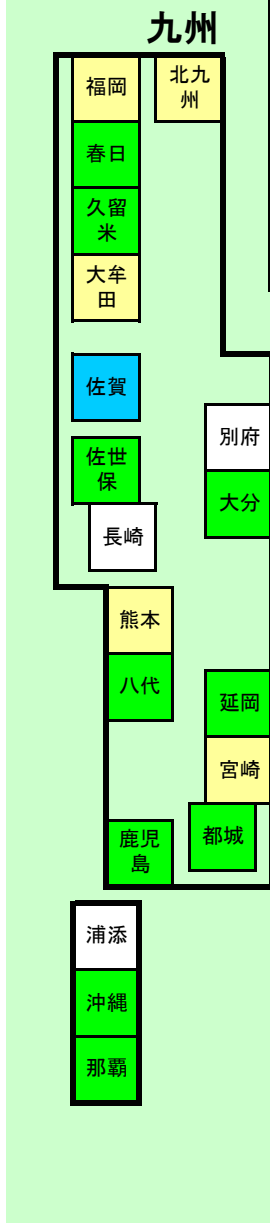 九州
福岡
北九
州
春日
久留
米
大牟
田
佐賀
別府
佐世
保
大分
長崎
熊本
八代
延岡
宮崎
都城
鹿児
島
浦添
沖縄
那覇